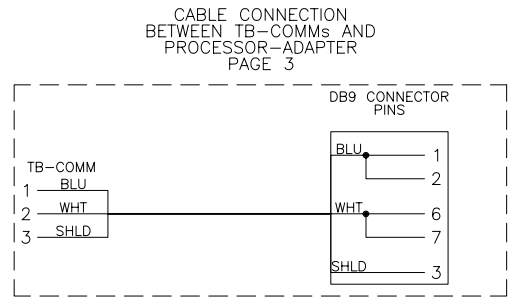 CABLE CONNECTION
BETWEEN TB-COMMs AND
PROCESSOR-ADAPTER
PAGE 3
DB9 CONNECTOR
PINS
TB-COMM
1 BLU
2 WHT
3 SHLD
BLU 1
2
WHT 6
7
SHLD 3